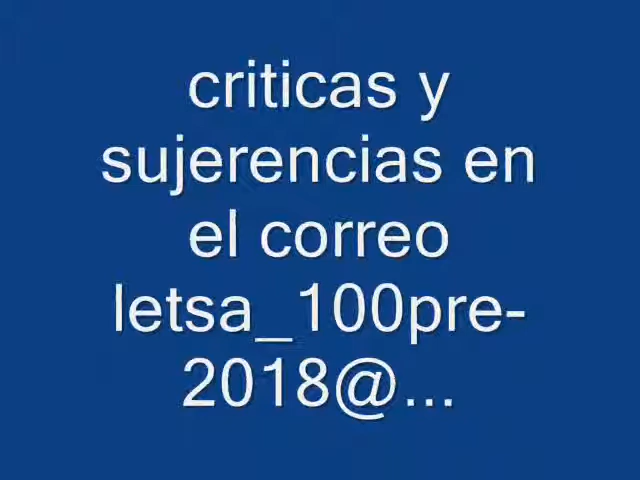 criticas y
sujerencias en
el correo
letsa_100pre-
2018@...